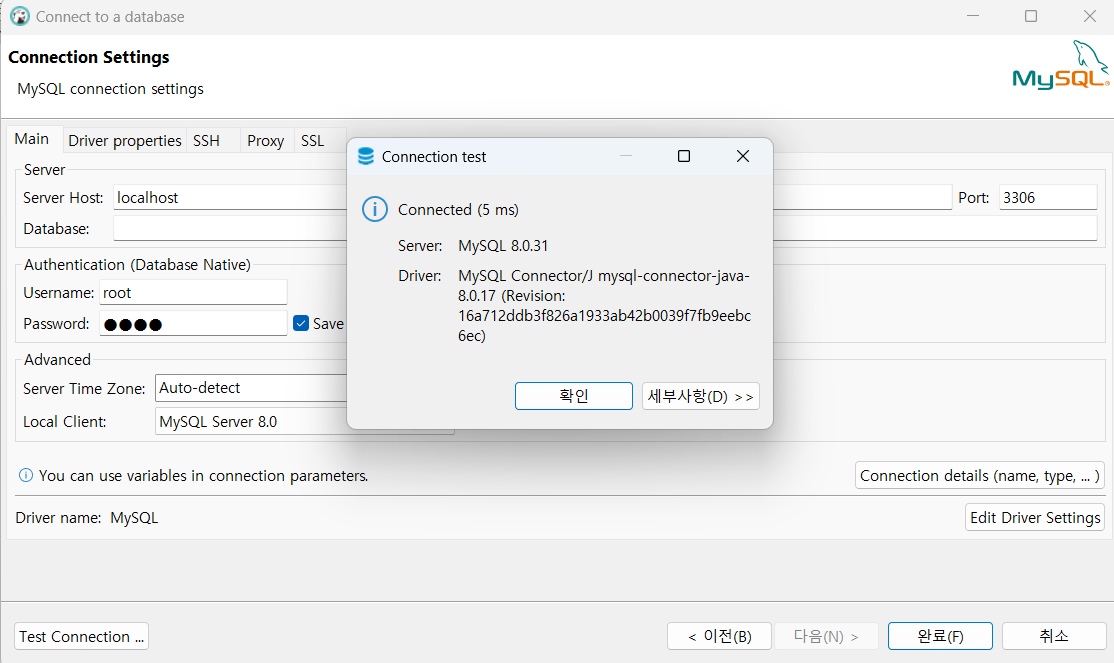 Connect to a database
Connection Settings
MySQL connection settings
MySQL®
Main Driver properties SSH Proxy SSL
Server
Server Host: localhost Port: 3306
Database:
Authentication (Database Native)
Username: root
Password: ●●●● Save
Advanced
Server Time Zone: Auto-detect
Local Client: MySQL Server 8.0
Connection test
Connected (5 ms)
Server: MySQL 8.0.31
Driver: MySQL Connector/J mysql-connector-java-
8.0.17 (Revision:
16a712ddb3f826a1933ab42b0039f7fb9eebc
6ec)
확인 세부사항(D) >>
You can use variables in connection parameters. Connection details (name, type, ... )
Driver name: MySQL Edit Driver Settings
Test Connection ... < 이전(B) 다음(N) > 완료(F) 취소